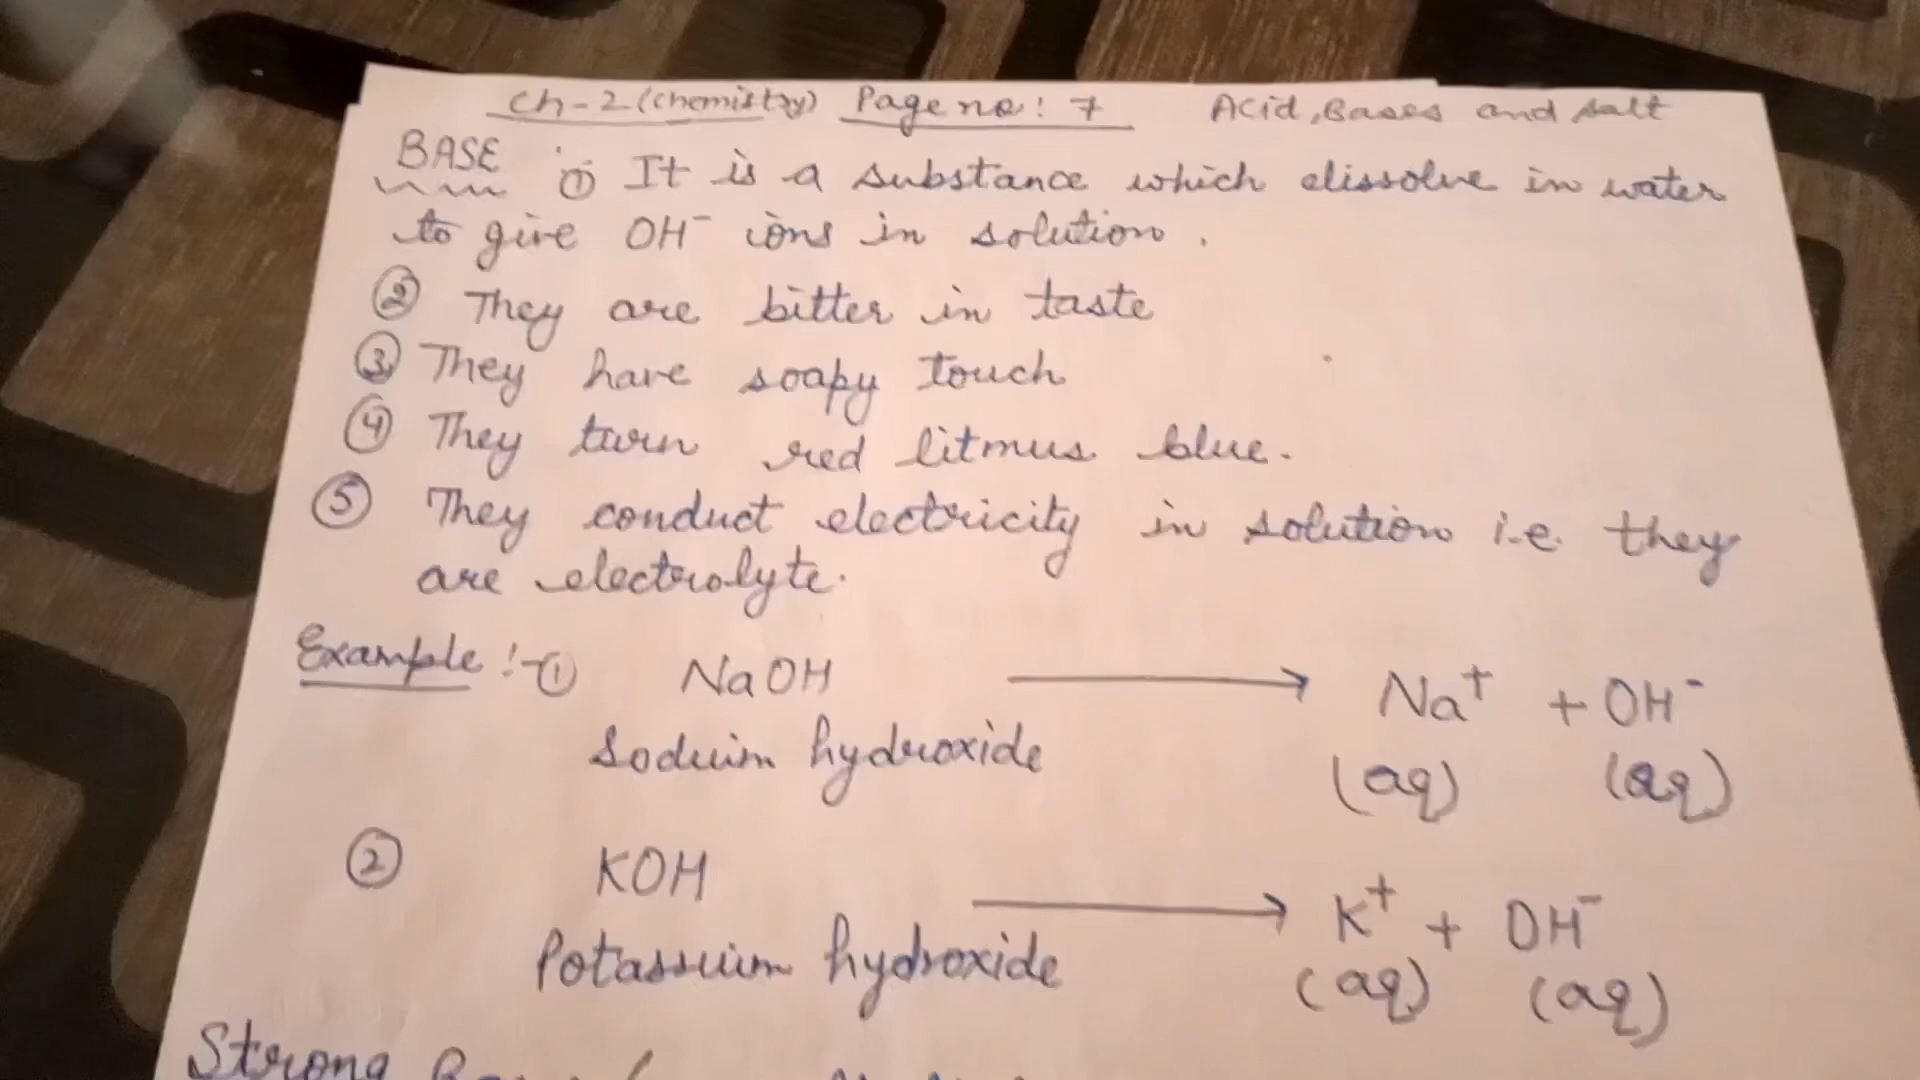 Ch-2 (Chemistry) Page no: 7 Acid, Bases and salt
BASE ① It is a substance which dissolve in water
to give OH⁻ ions in solution.
② They are bitter in taste
③ They have soapy touch
④ They turn red litmus blue.
⑤ They conduct electricity in solution i.e. they
are electrolyte.
Example :- ① NaOH ⟶ Na⁺ + OH⁻
Sodium hydroxide (aq) (aq)
② KOH ⟶ K⁺ + OH⁻
Potassium hydroxide (aq) (aq)
Strong